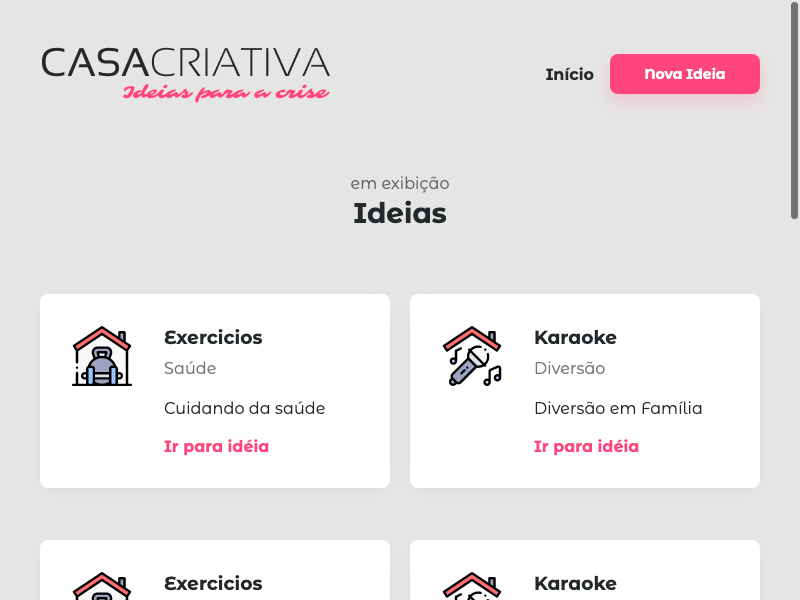 CASACRIATIVA
Ideias para a crise
Início
Nova Ideia
em exibição
Ideias
Exercicios
Saúde
Cuidando da saúde
Ir para idéia
Karaoke
Diversão
Diversão em Família
Ir para idéia
Exercicios
Karaoke